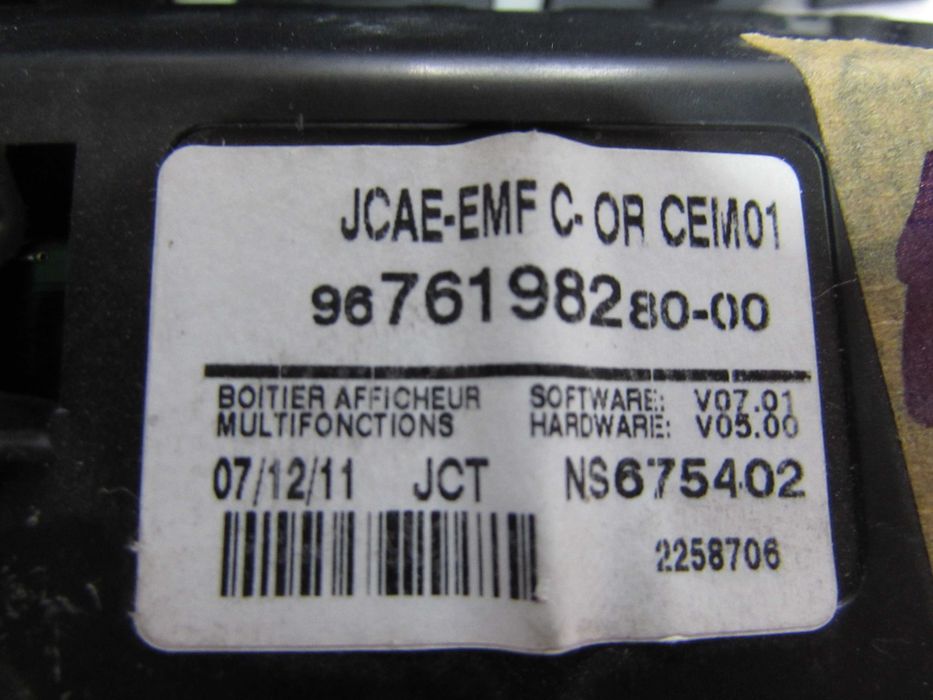 JCAE-EMF C- OR CEM01
9676198280-00
BOITIER AFFICHEUR SOFTWARE: V07.01
MULTIFONCTIONS HARDWARE: V05.00
07/12/11 JCT NS675402
2258706